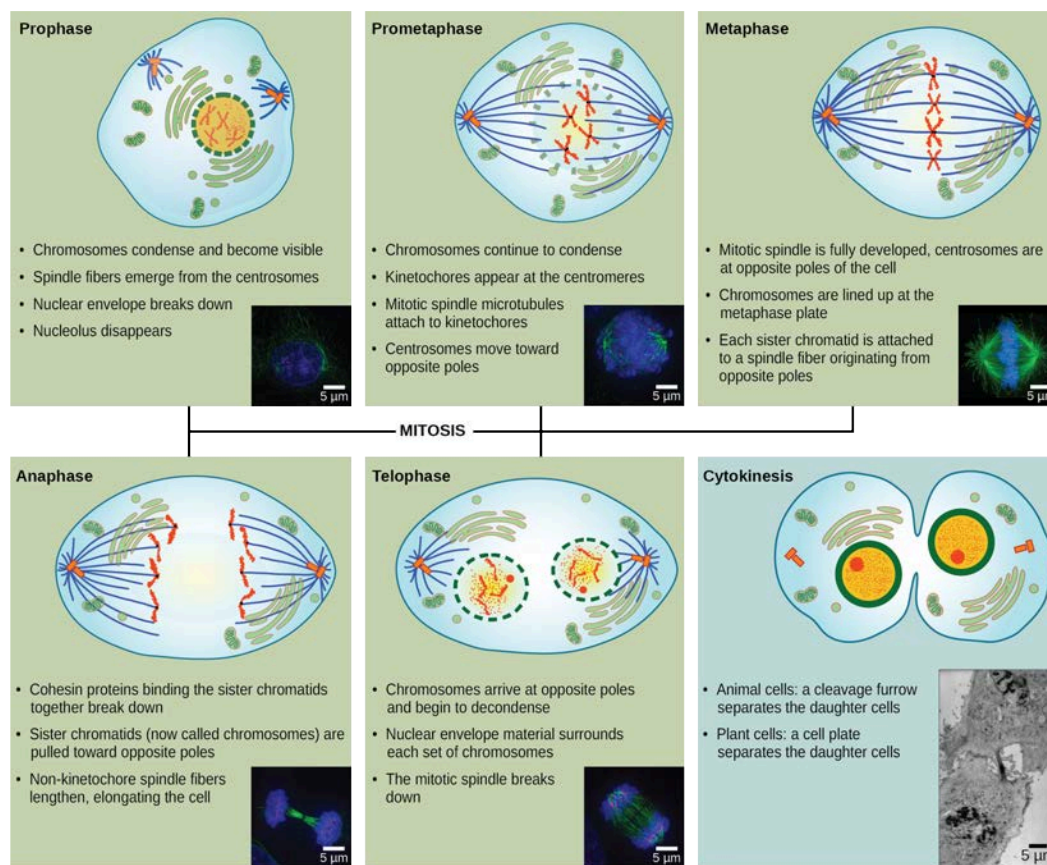 Prophase
• Chromosomes condense and become visible
• Spindle fibers emerge from the centrosomes
• Nuclear envelope breaks down
• Nucleolus disappears
5 µm
Prometaphase
• Chromosomes continue to condense
• Kinetochores appear at the centromeres
• Mitotic spindle microtubules
attach to kinetochores
• Centrosomes move toward
opposite poles
5 µm
Metaphase
• Mitotic spindle is fully developed, centrosomes are
at opposite poles of the cell
• Chromosomes are lined up at the
metaphase plate
• Each sister chromatid is attached
to a spindle fiber originating from
opposite poles
5 µm
MITOSIS
Anaphase
• Cohesin proteins binding the sister chromatids
together break down
• Sister chromatids (now called chromosomes) are
pulled toward opposite poles
• Non-kinetochore spindle fibers
lengthen, elongating the cell
5 µm
Telophase
• Chromosomes arrive at opposite poles
and begin to decondense
• Nuclear envelope material surrounds
each set of chromosomes
• The mitotic spindle breaks
down
5 µm
Cytokinesis
• Animal cells: a cleavage furrow
separates the daughter cells
• Plant cells: a cell plate
separates the daughter cells
5 µm